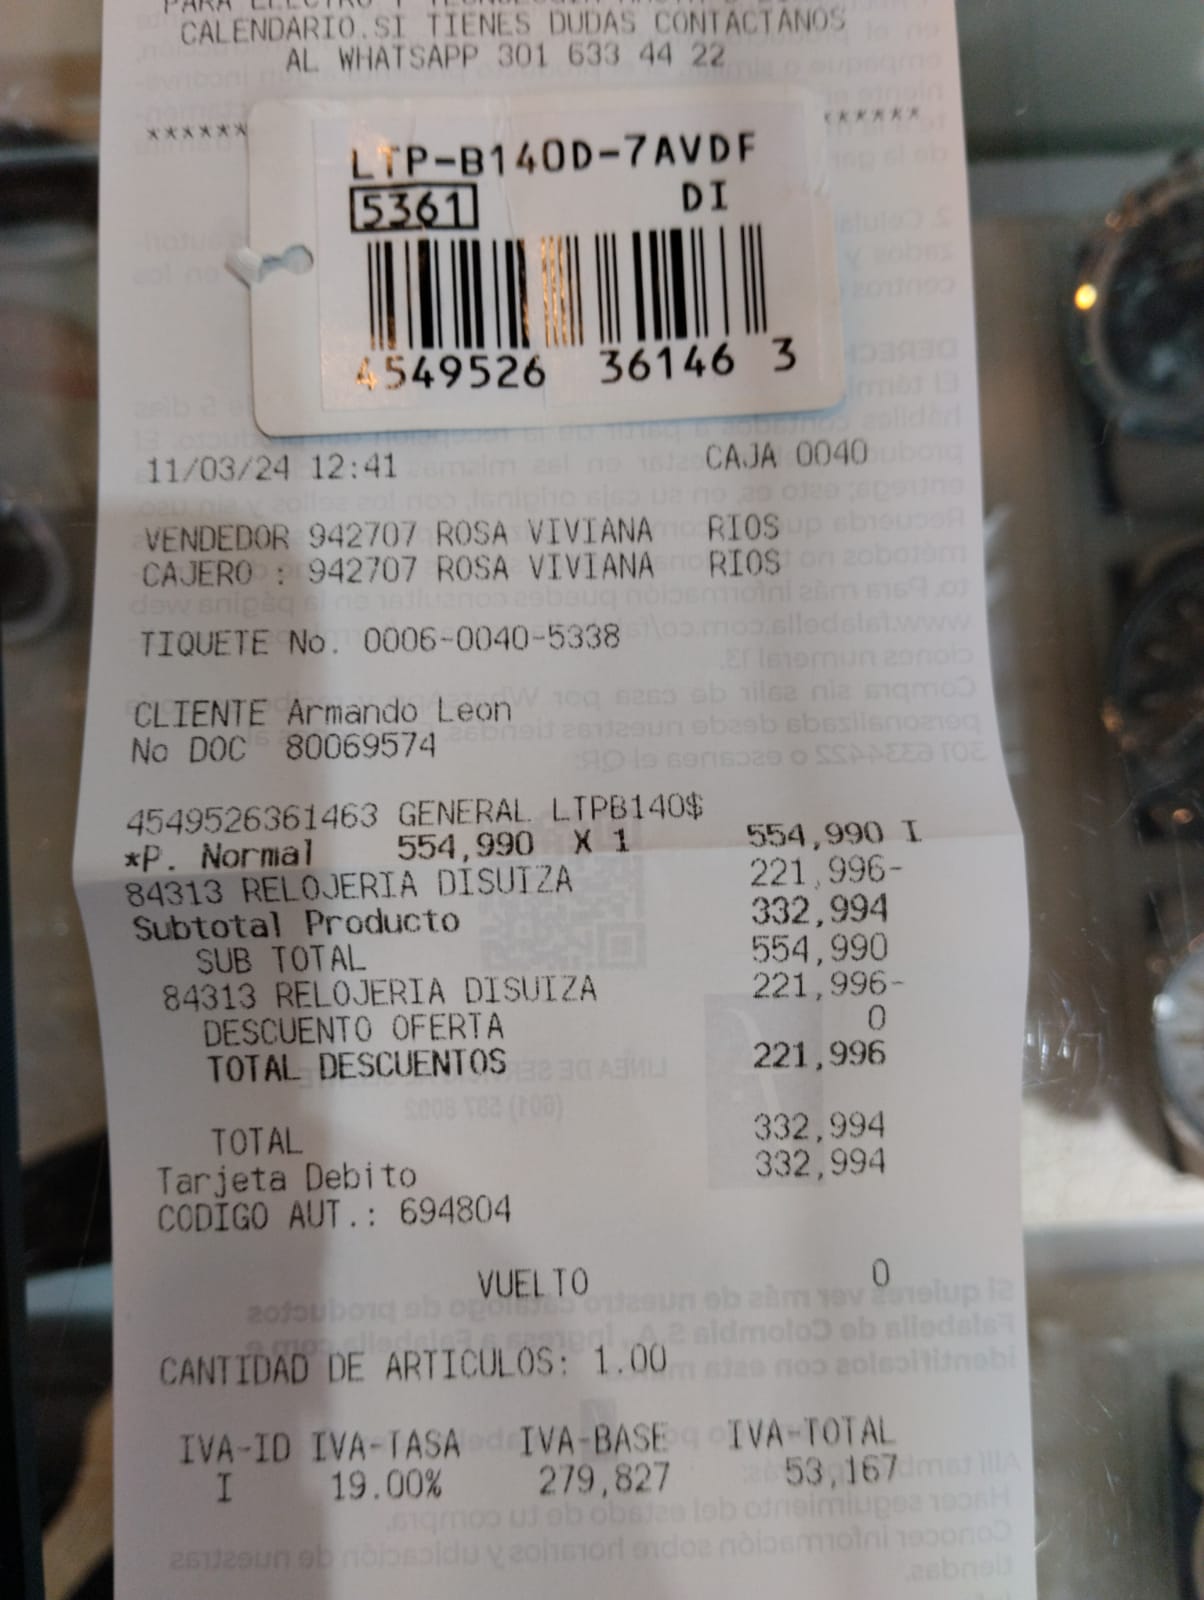 CALENDARIO.SI TIENES DUDAS CONTACTANOS
AL WHATSAPP 301 633 44 22
****** ******
LTP-B140D-7AVDF
5361 DI
4549526 36146 3
11/03/24 12:41 CAJA 0040
VENDEDOR 942707 ROSA VIVIANA RIOS
CAJERO : 942707 ROSA VIVIANA RIOS
TIQUETE No. 0006-0040-5338
CLIENTE Armando Leon
No DOC 80069574
4549526361463 GENERAL LTPB140$
*P. Normal 554,990 X 1 554,990 I
84313 RELOJERIA DISUIZA 221,996-
Subtotal Producto 332,994
SUB TOTAL 554,990
84313 RELOJERIA DISUIZA 221,996-
DESCUENTO OFERTA 0
TOTAL DESCUENTOS 221,996
TOTAL 332,994
Tarjeta Debito 332,994
CODIGO AUT.: 694804
VUELTO 0
CANTIDAD DE ARTICULOS: 1.00
IVA-ID IVA-TASA IVA-BASE IVA-TOTAL
I 19.00% 279,827 53,167